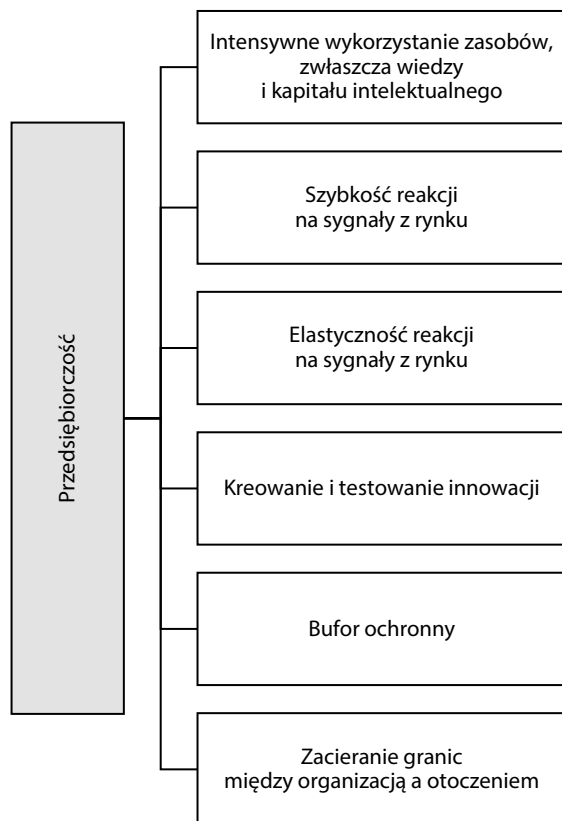 Przedsiębiorczość
Intensywne wykorzystanie zasobów,
zwłaszcza wiedzy
i kapitału intelektualnego
Szybkość reakcji
na sygnały z rynku
Elastyczność reakcji
na sygnały z rynku
Kreowanie i testowanie innowacji
Bufor ochronny
Zacieranie granic
między organizacją a otoczeniem